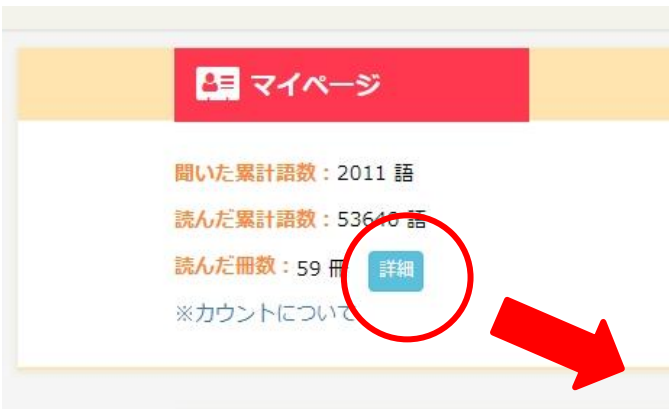 マイページ
聞いた累計語数：2011 語
読んだ累計語数：53640 語
読んだ冊数：59 冊 詳細
※カウントについて